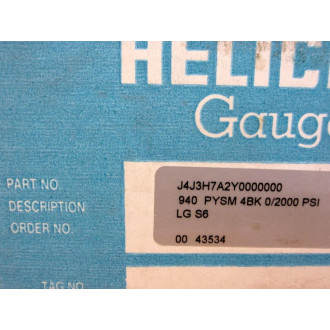 HELIC
Gauge
PART NO. J4J3H7A2Y0000000
DESCRIPTION 940 PYSM 4BK 0/2000 PSI
LG S6
ORDER NO. 00 43534
TAG NO.